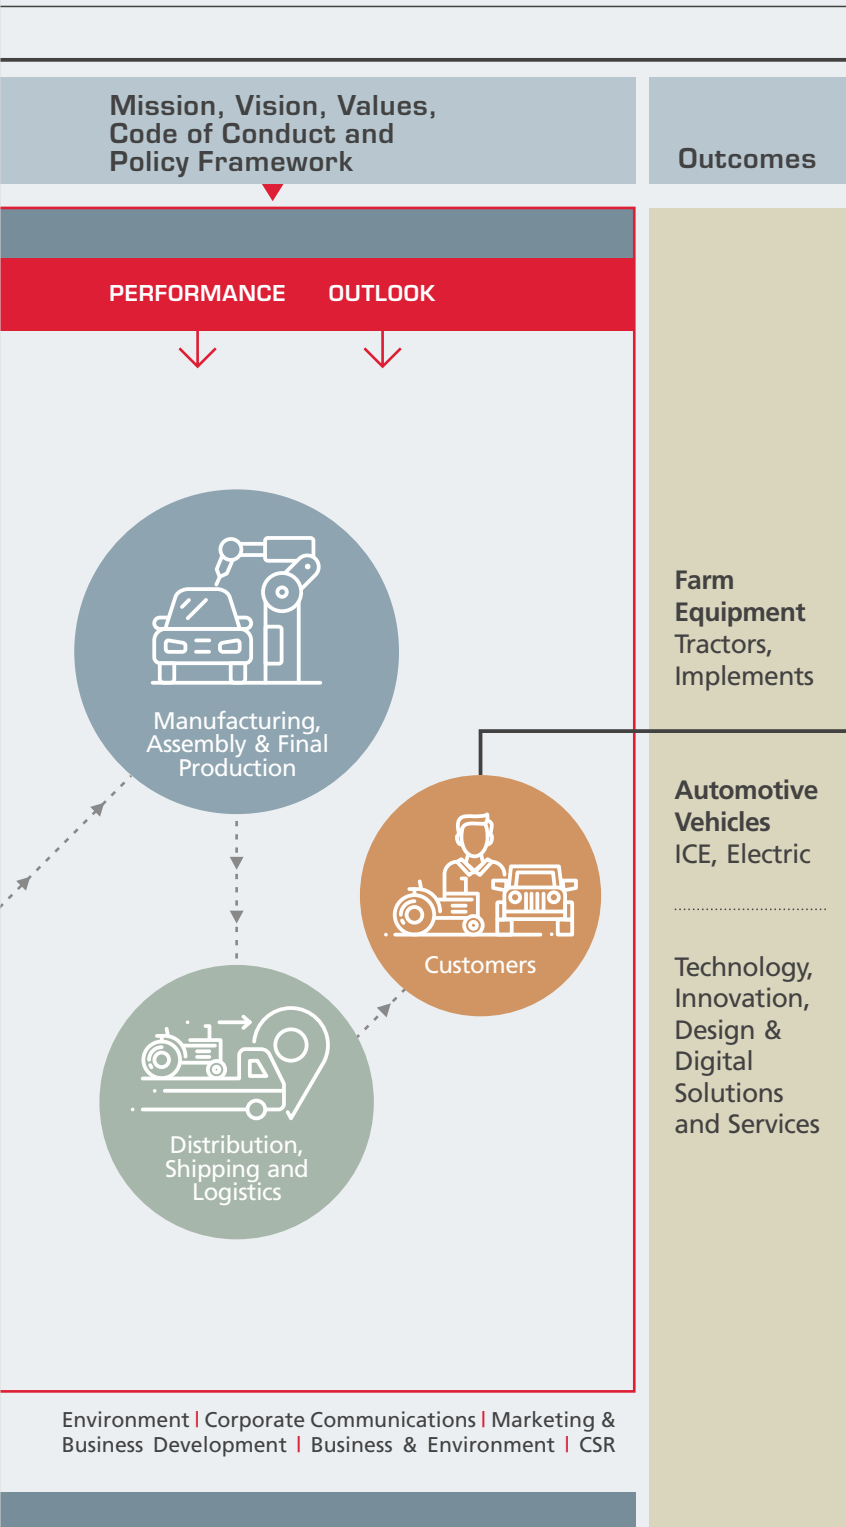 Mission, Vision, Values,
Code of Conduct and
Policy Framework
Outcomes
PERFORMANCE OUTLOOK
Manufacturing,
Assembly & Final
Production
Customers
Distribution,
Shipping and
Logistics
Farm
Equipment
Tractors,
Implements
Automotive
Vehicles
ICE, Electric
Technology,
Innovation,
Design &
Digital
Solutions
and Services
Environment | Corporate Communications | Marketing &
Business Development | Business & Environment | CSR